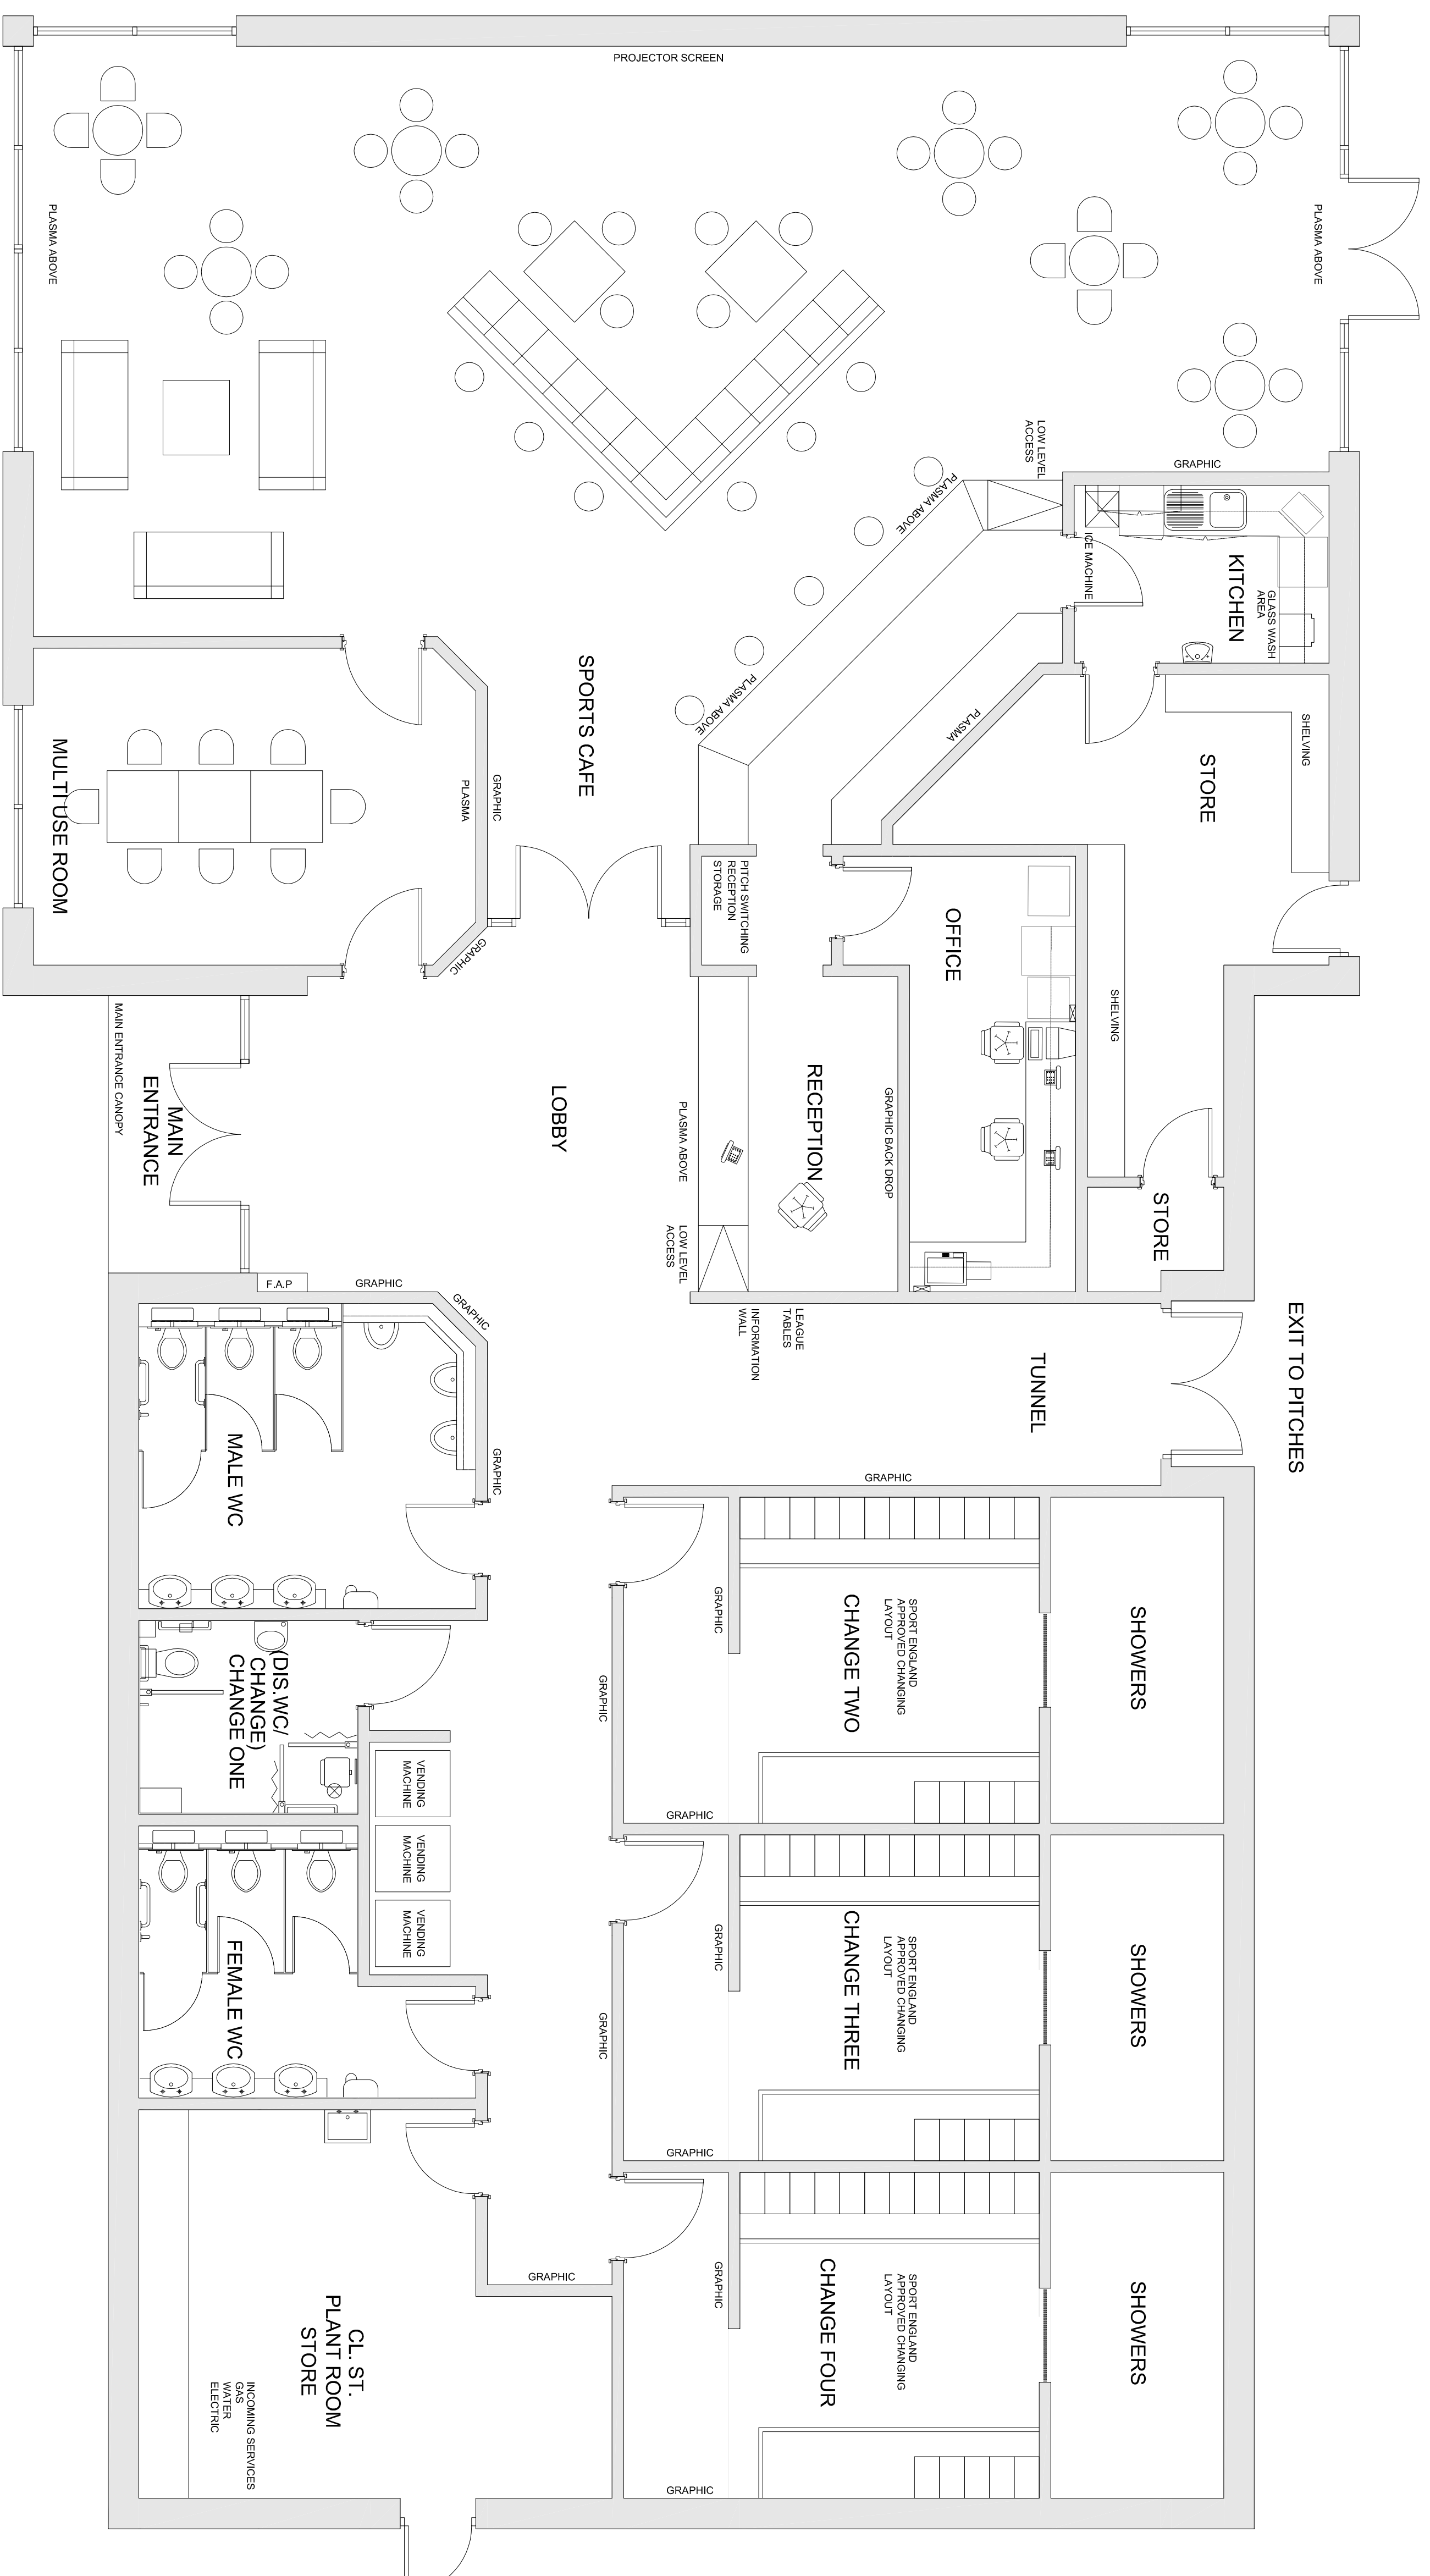 PROJECTOR SCREEN
PLASMA ABOVE
PLASMA ABOVE
LOW LEVEL
ACCESS
GRAPHIC
PLASMA ABOVE
ICE MACHINE
KITCHEN
GLASS WASH
AREA
SPORTS CAFE
PLASMA ABOVE
PLASMA
SHELVING
STORE
MULTI USE ROOM
PLASMA
GRAPHIC
GRAPHIC
PITCH SWITCHING
RECEPTION
STORAGE
OFFICE
SHELVING
MAIN ENTRANCE CANOPY
MAIN
ENTRANCE
LOBBY
PLASMA ABOVE
RECEPTION
GRAPHIC BACK DROP
LOW LEVEL
ACCESS
STORE
F.A.P
GRAPHIC
GRAPHIC
LEAGUE
TABLES
INFORMATION
WALL
TUNNEL
EXIT TO PITCHES
MALE WC
GRAPHIC
GRAPHIC
GRAPHIC
GRAPHIC
CHANGE TWO
SPORT ENGLAND
APPROVED CHANGING
LAYOUT
SHOWERS
(DIS.WC/
CHANGE)
CHANGE ONE
VENDING
MACHINE
VENDING
MACHINE
VENDING
MACHINE
GRAPHIC
FEMALE WC
GRAPHIC
GRAPHIC
CHANGE THREE
SPORT ENGLAND
APPROVED CHANGING
LAYOUT
SHOWERS
GRAPHIC
GRAPHIC
GRAPHIC
CHANGE FOUR
SPORT ENGLAND
APPROVED CHANGING
LAYOUT
SHOWERS
CL. ST.
PLANT ROOM
STORE
INCOMING SERVICES
GAS
WATER
ELECTRIC
GRAPHIC